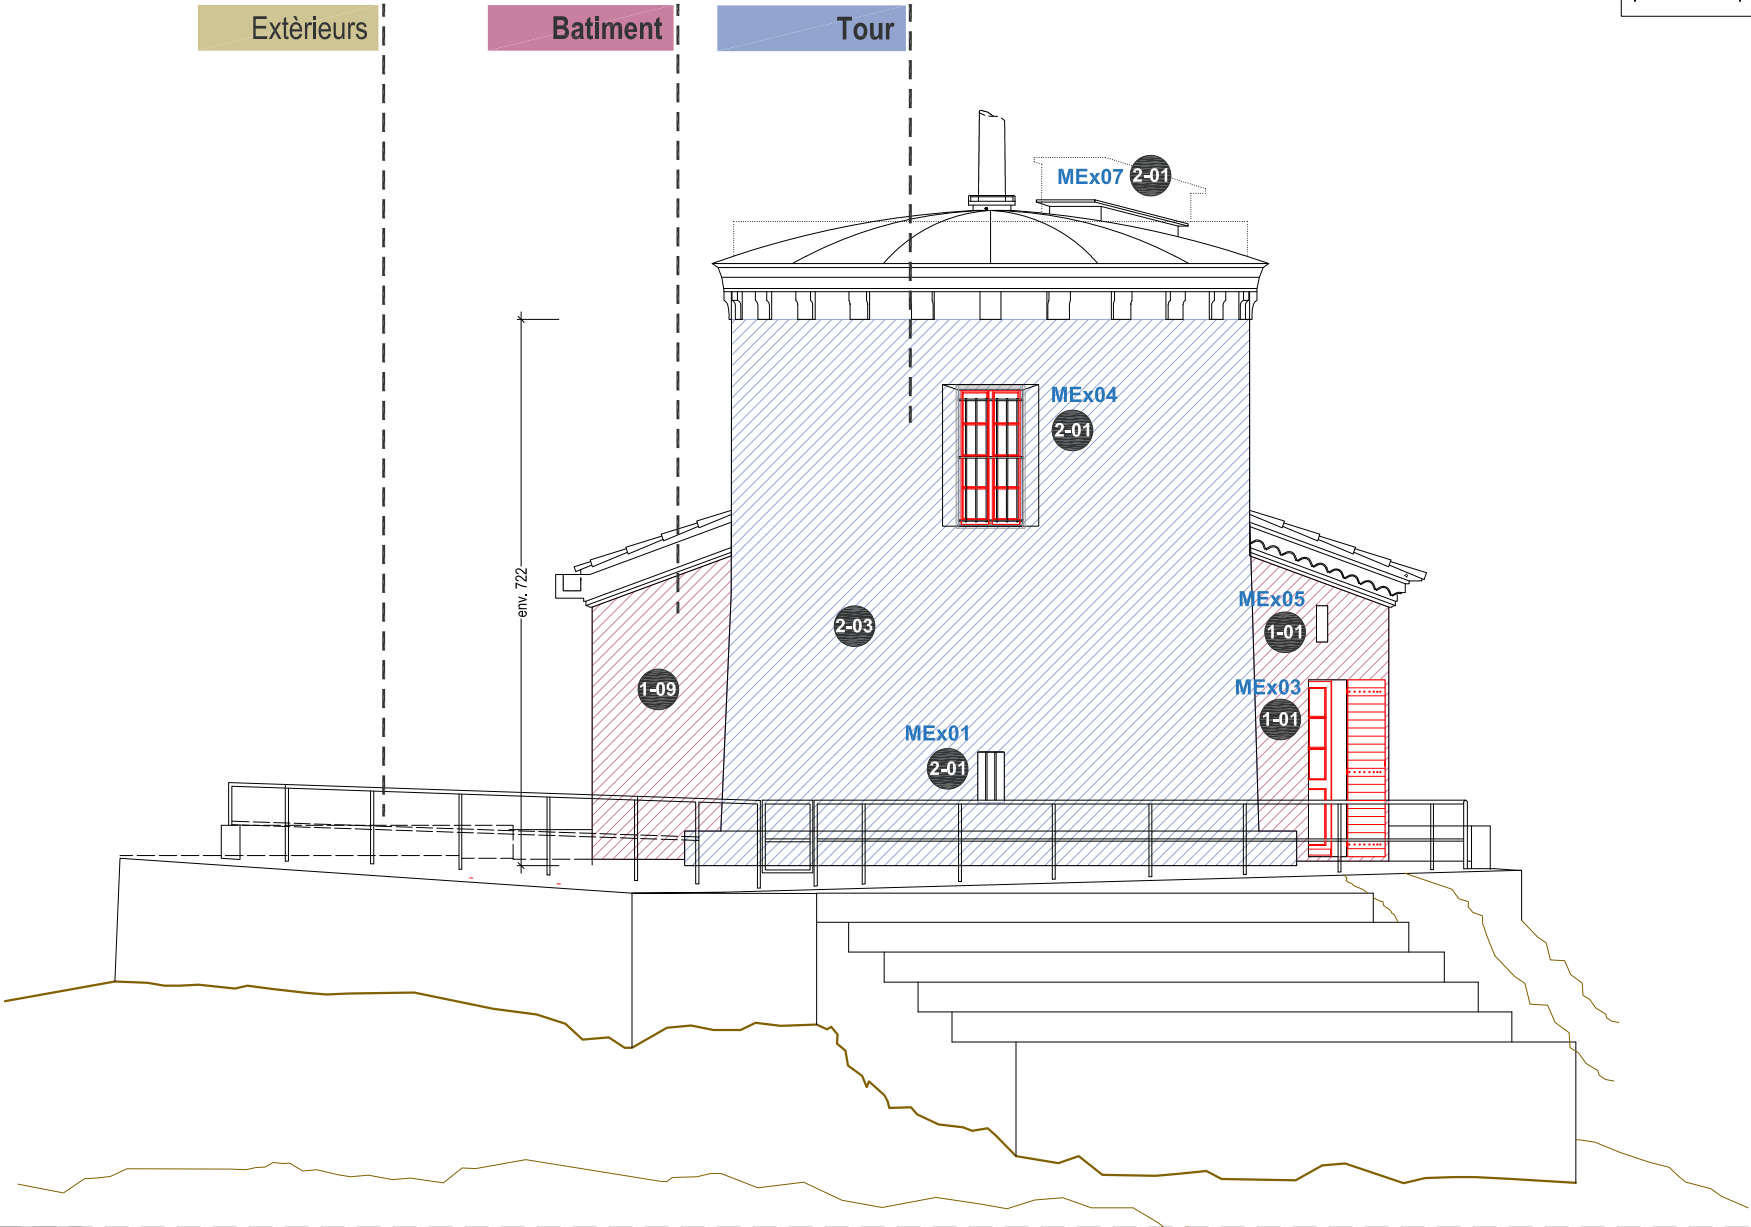 Extèrieurs
Batiment
Tour
MEx07 2-01
MEx04
2-01
env. 722
MEx05
2-03
1-01
1-09
MEx03
1-01
MEx01
2-01